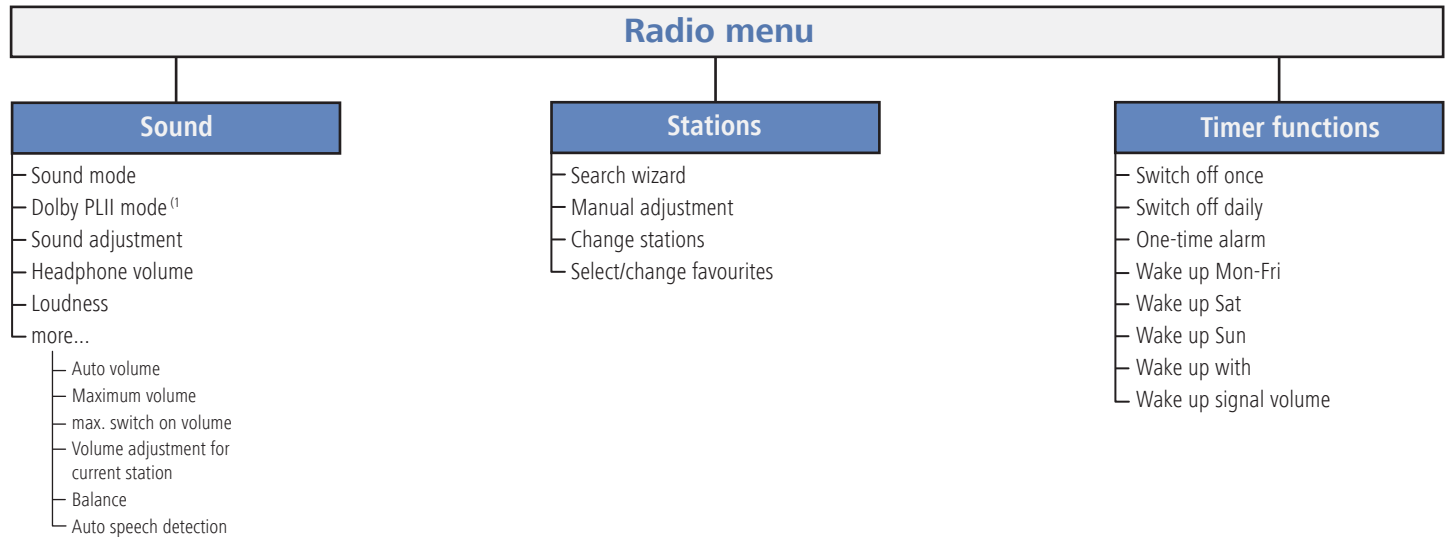 Radio menu
Sound
Sound mode
Dolby PLII mode (1
Sound adjustment
Headphone volume
Loudness
more...
Auto volume
Maximum volume
max. switch on volume
Volume adjustment for
current station
Balance
Auto speech detection
Stations
Search wizard
Manual adjustment
Change stations
Select/change favourites
Timer functions
Switch off once
Switch off daily
One-time alarm
Wake up Mon-Fri
Wake up Sat
Wake up Sun
Wake up with
Wake up signal volume